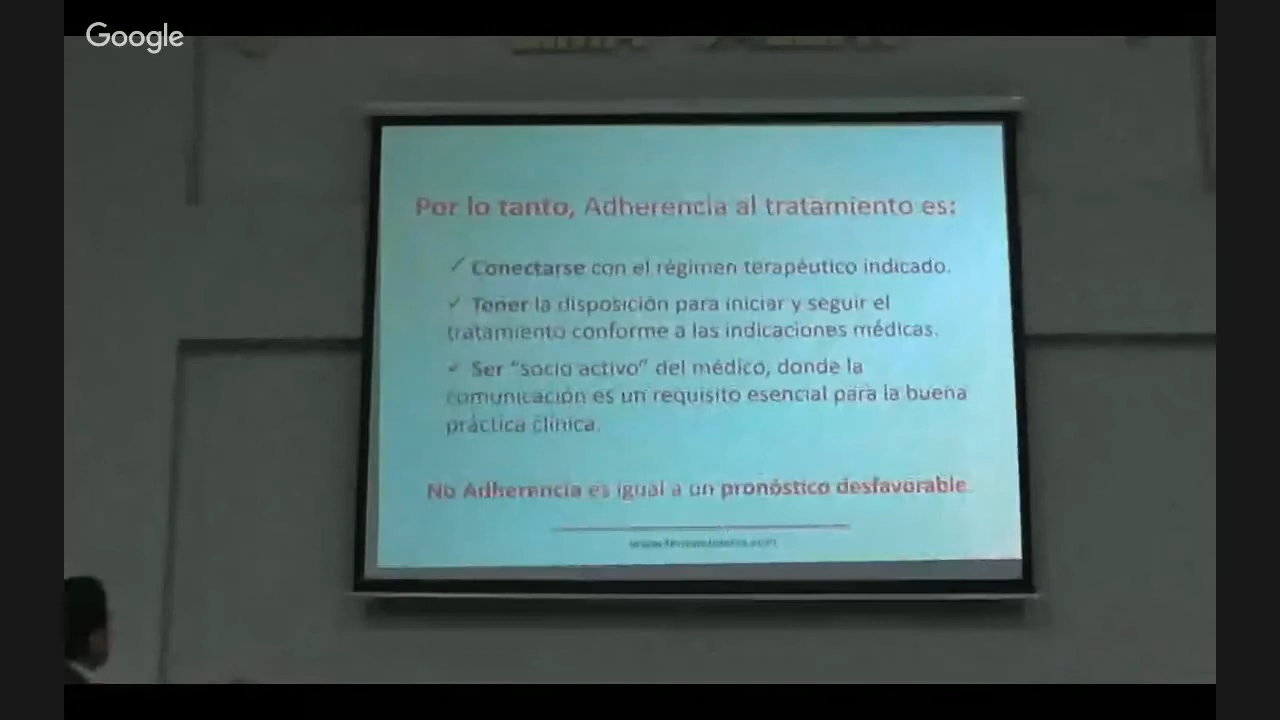 Google
Por lo tanto, Adherencia al tratamiento es:
✓ Conectarse con el régimen terapéutico indicado.
✓ Tener la disposición para iniciar y seguir el
tratamiento conforme a las indicaciones médicas.
✓ Ser "socio activo" del médico, donde la
comunicación es un requisito esencial para la buena
práctica clínica.
No Adherencia es igual a un pronóstico desfavorable.